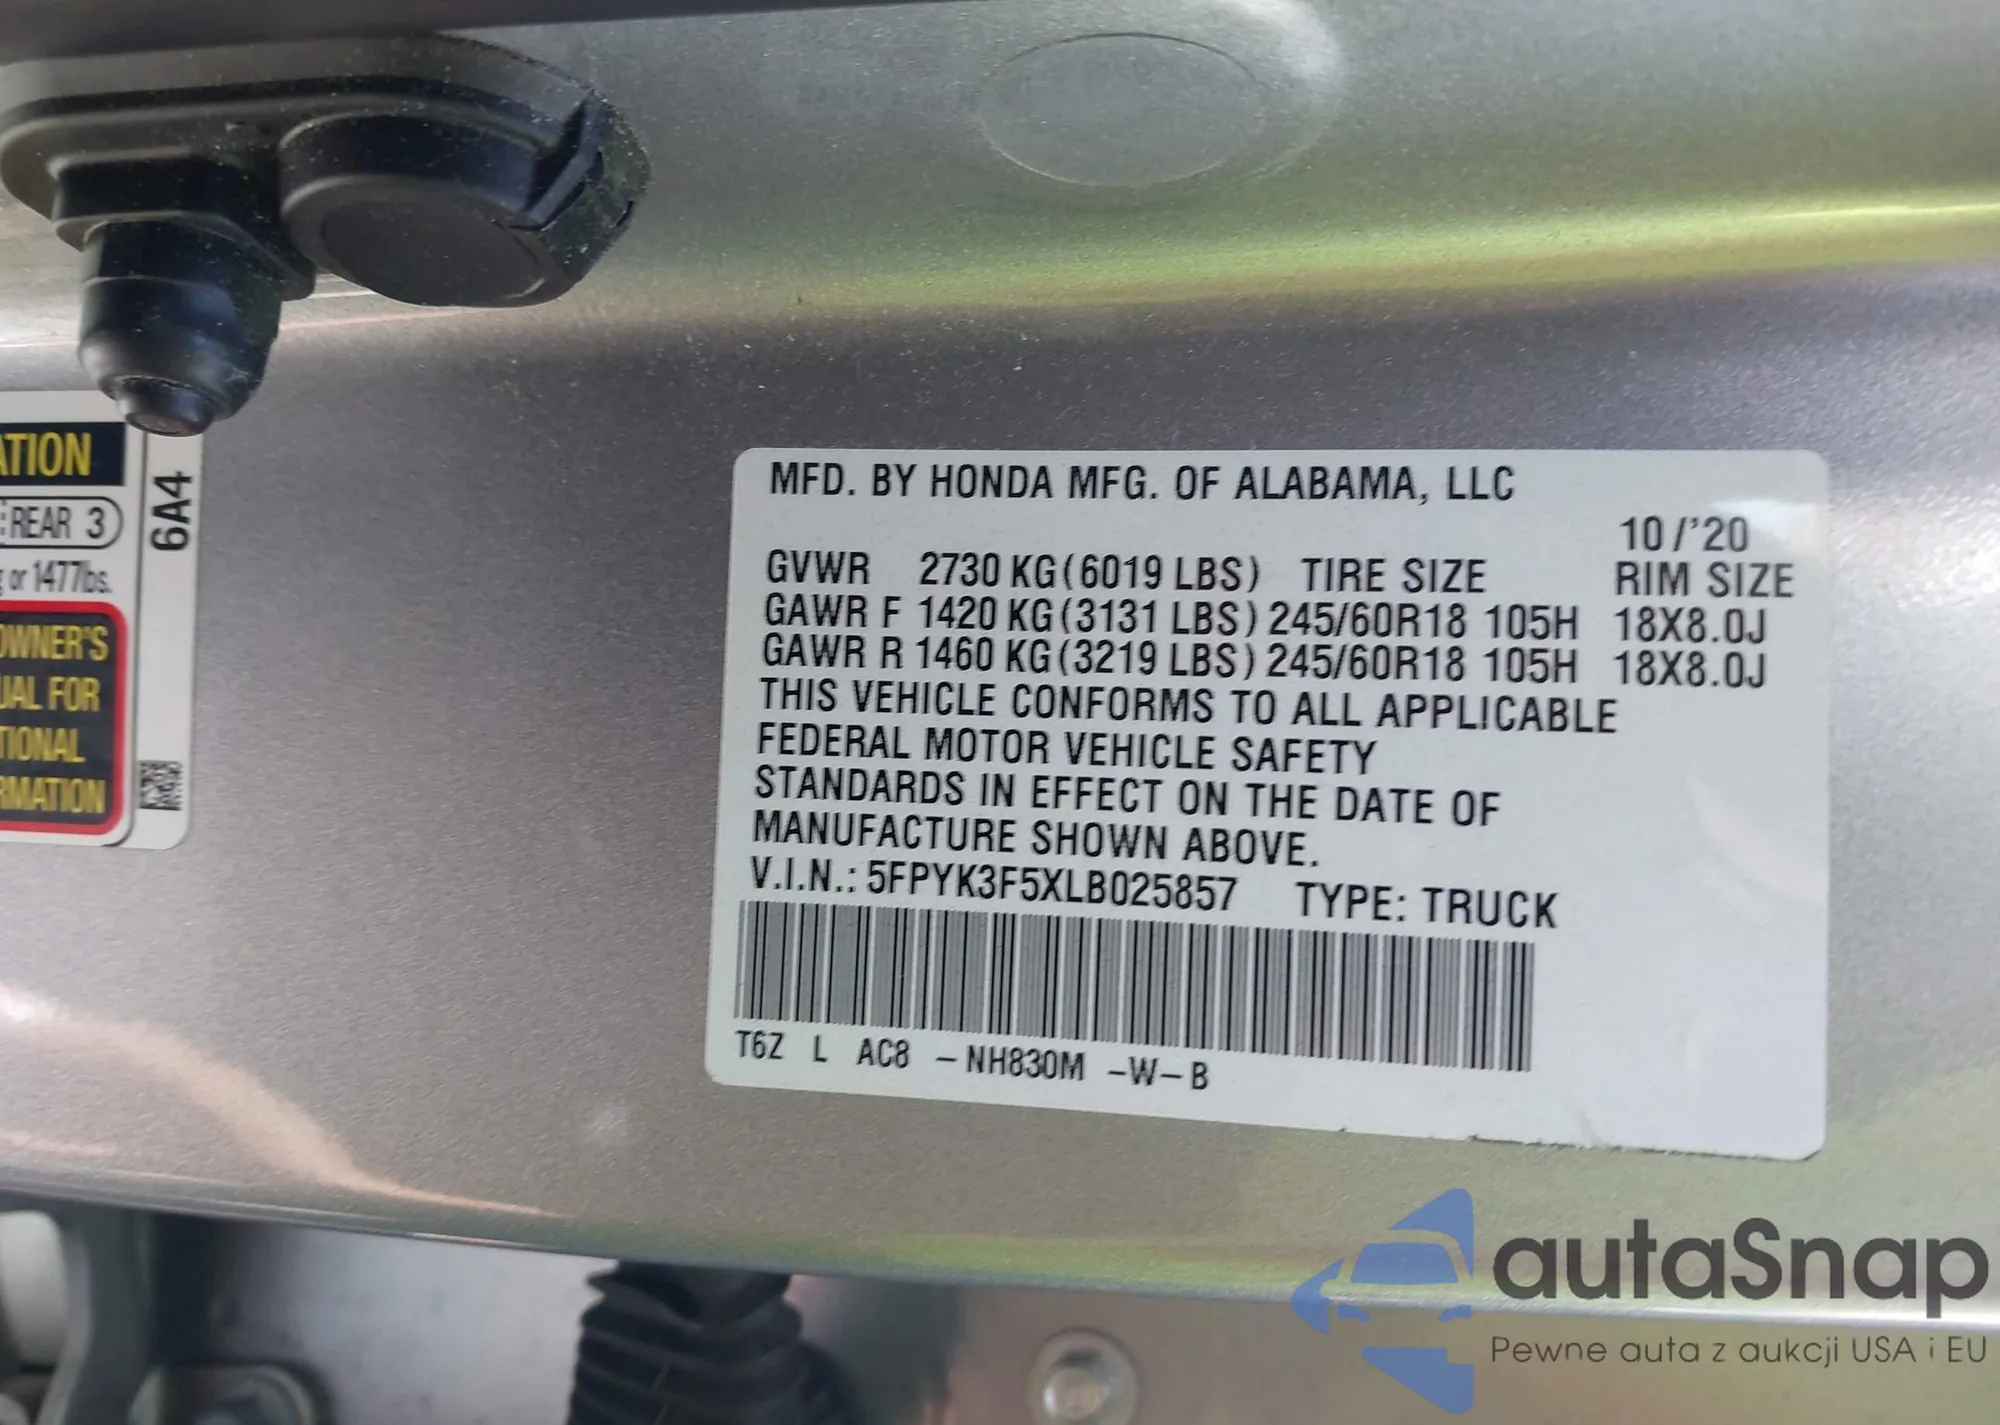 ATION
:REAR 3
g or 1477lbs.
OWNER'S
UAL FOR
TIONAL
RMATION
6A4
MFD. BY HONDA MFG. OF ALABAMA, LLC
10/'20
GVWR 2730 KG(6019 LBS) TIRE SIZE RIM SIZE
GAWR F 1420 KG(3131 LBS) 245/60R18 105H 18X8.0J
GAWR R 1460 KG(3219 LBS) 245/60R18 105H 18X8.0J
THIS VEHICLE CONFORMS TO ALL APPLICABLE
FEDERAL MOTOR VEHICLE SAFETY
STANDARDS IN EFFECT ON THE DATE OF
MANUFACTURE SHOWN ABOVE.
V.I.N.: 5FPYK3F5XLB025857 TYPE: TRUCK
T6Z L AC8 -NH830M -W-B
autaSnap
Pewne auta z aukcji USA i EU